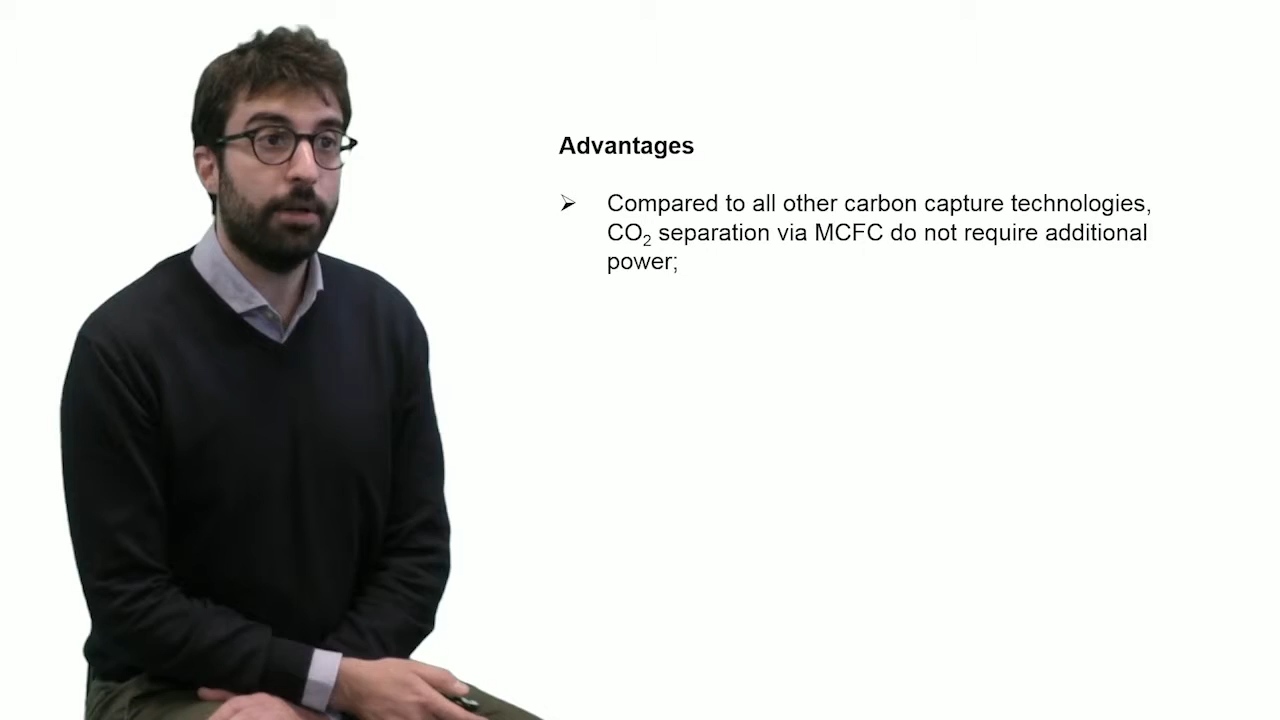 Advantages
➢ Compared to all other carbon capture technologies,
CO₂ separation via MCFC do not require additional
power;